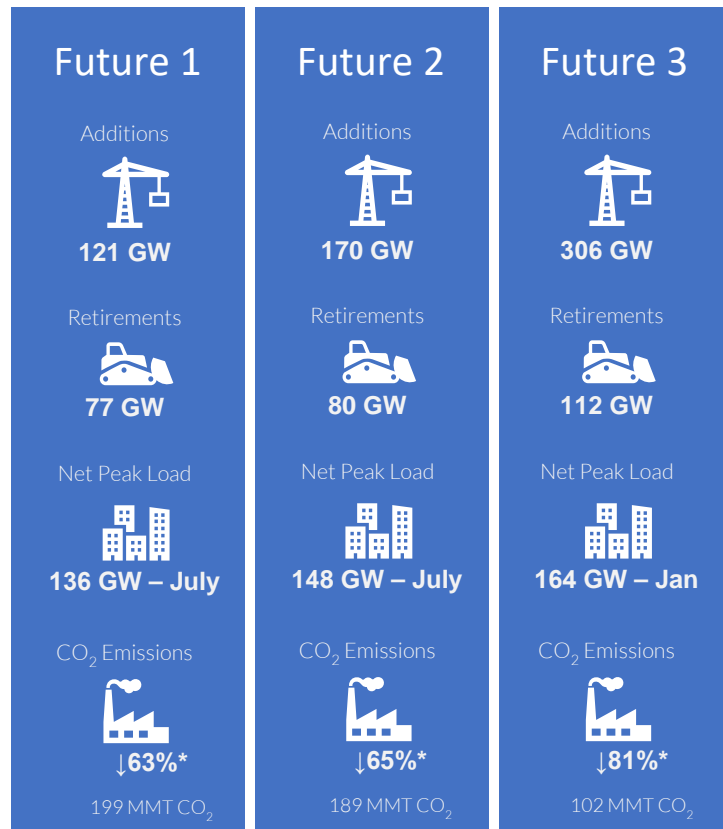 Future 1
Additions
121 GW
Retirements
77 GW
Net Peak Load
136 GW – July
CO₂ Emissions
↓63%*
199 MMT CO₂
Future 2
Additions
170 GW
Retirements
80 GW
Net Peak Load
148 GW – July
CO₂ Emissions
↓65%*
189 MMT CO₂
Future 3
Additions
306 GW
Retirements
112 GW
Net Peak Load
164 GW – Jan
CO₂ Emissions
↓81%*
102 MMT CO₂